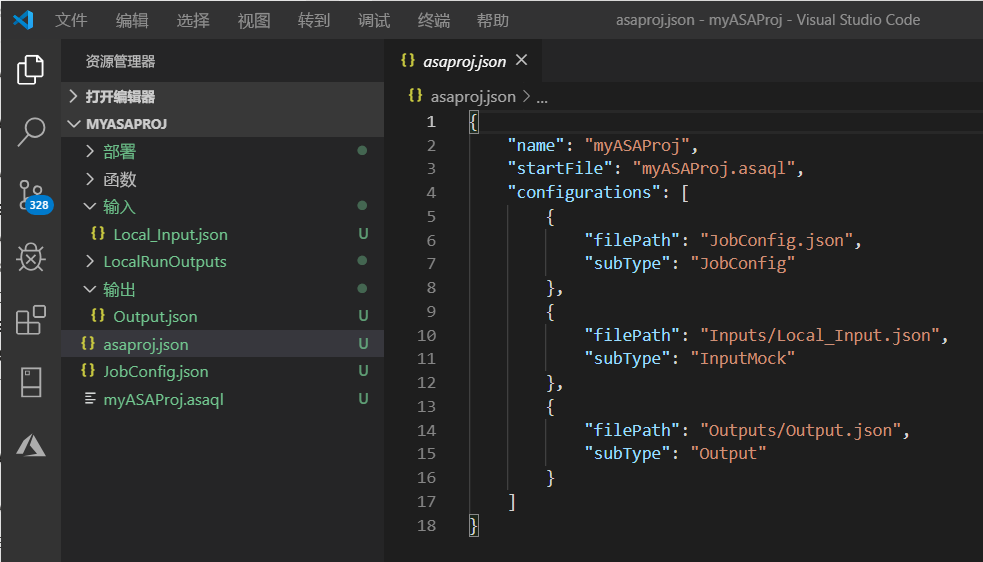 文件 编辑 选择 视图 转到 调试 终端 帮助 asaproj.json - myASAProj - Visual Studio Code
资源管理器
打开编辑器
MYASAPROJ
部署
函数
输入
{} Local_Input.json U
LocalRunOutputs
输出
{} Output.json U
{} asaproj.json U
{} JobConfig.json U
myASAProj.asaql U
328
{} asaproj.json ×
{} asaproj.json > ...
1 {
2 "name": "myASAProj",
3 "startFile": "myASAProj.asaql",
4 "configurations": [
5 {
6 "filePath": "JobConfig.json",
7 "subType": "JobConfig"
8 },
9 {
10 "filePath": "Inputs/Local_Input.json",
11 "subType": "InputMock"
12 },
13 {
14 "filePath": "Outputs/Output.json",
15 "subType": "Output"
16 }
17 ]
18 }